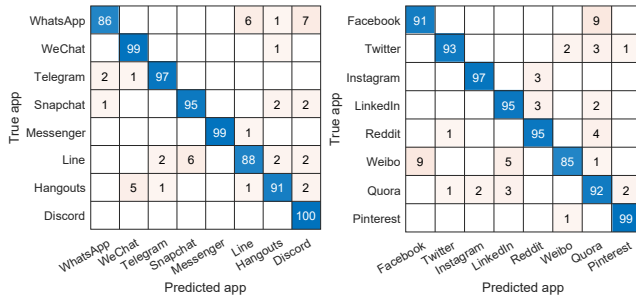 WhatsApp 86 6 1 7
WeChat 99 1
Telegram 2 1 97
Snapchat 1 95 2 2
Messenger 99 1
Line 2 6 88 2 2
Hangouts 5 1 1 91 2
Discord 100
True app
WhatsApp WeChat Telegram Snapchat Messenger Line Hangouts Discord
Predicted app
Facebook 91 9
Twitter 93 2 3 1
Instagram 97 3
LinkedIn 95 3 2
Reddit 1 95 4
Weibo 9 5 85 1
Quora 1 2 3 92 2
Pinterest 1 99
True app
Facebook Twitter Instagram LinkedIn Reddit Weibo Quora Pinterest
Predicted app